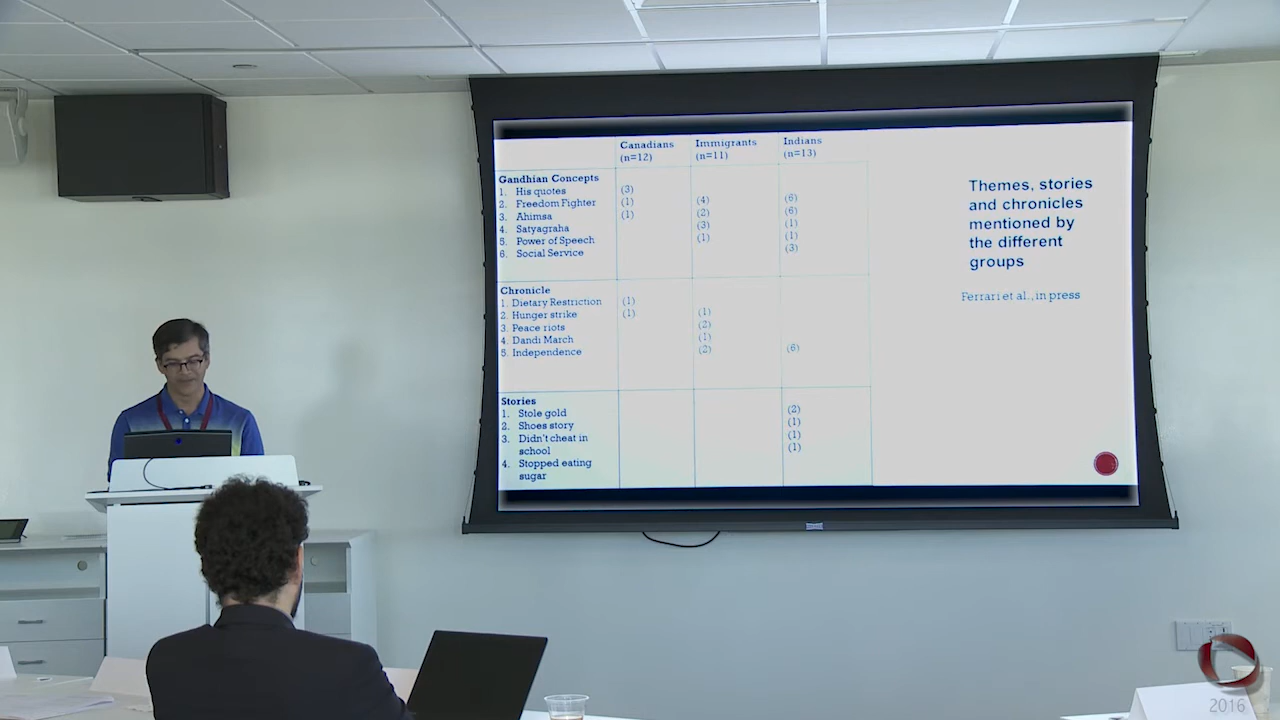 Canadians Immigrants Indians
(n=12) (n=11) (n=13)
Gandhian Concepts
1. His quotes (3)
2. Freedom Fighter (1) (4) (6)
3. Ahimsa (1) (2) (6)
4. Satyagraha (3) (1)
5. Power of Speech (1) (1)
6. Social Service (3)
Chronicle
1. Dietary Restriction (1)
2. Hunger strike (1) (1)
3. Peace riots (2)
4. Dandi March (1)
5. Independence (2) (6)
Stories
1. Stole gold (2)
2. Shoes story (1)
3. Didn't cheat in (1)
school (1)
4. Stopped eating
sugar
Themes, stories
and chronicles
mentioned by
the different
groups
Ferrari et al., in press
2016